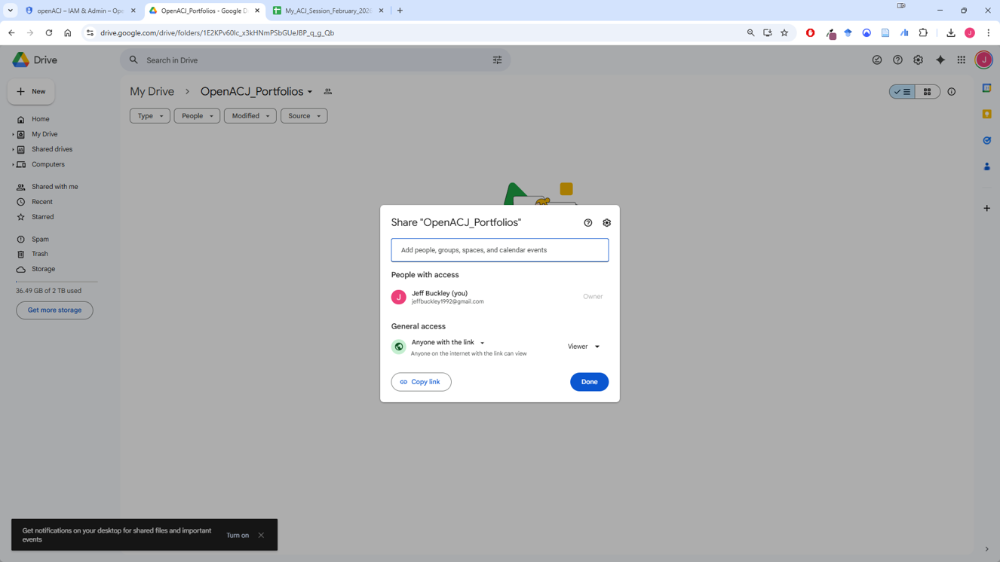 openACJ – IAM & Admin – Ope
OpenACJ_Portfolios - Google D
My_ACJ_Session_February_2026
drive.google.com/drive/folders/1E2KPv60lc_x3kHNmPSbGUeJBP_q_g_Qb
J
Drive
Search in Drive
J
New
My Drive
OpenACJ_Portfolios
Type
People
Modified
Source
Home
My Drive
Shared drives
Computers
Shared with me
Recent
Starred
Spam
Trash
Storage
36.49 GB of 2 TB used
Get more storage
Share "OpenACJ_Portfolios"
Add people, groups, spaces, and calendar events
People with access
J
Jeff Buckley (you)
jeffbuckley1992@gmail.com
Owner
General access
Anyone with the link
Anyone on the internet with the link can view
Viewer
Copy link
Done
Get notifications on your desktop for shared files and important
events
Turn on